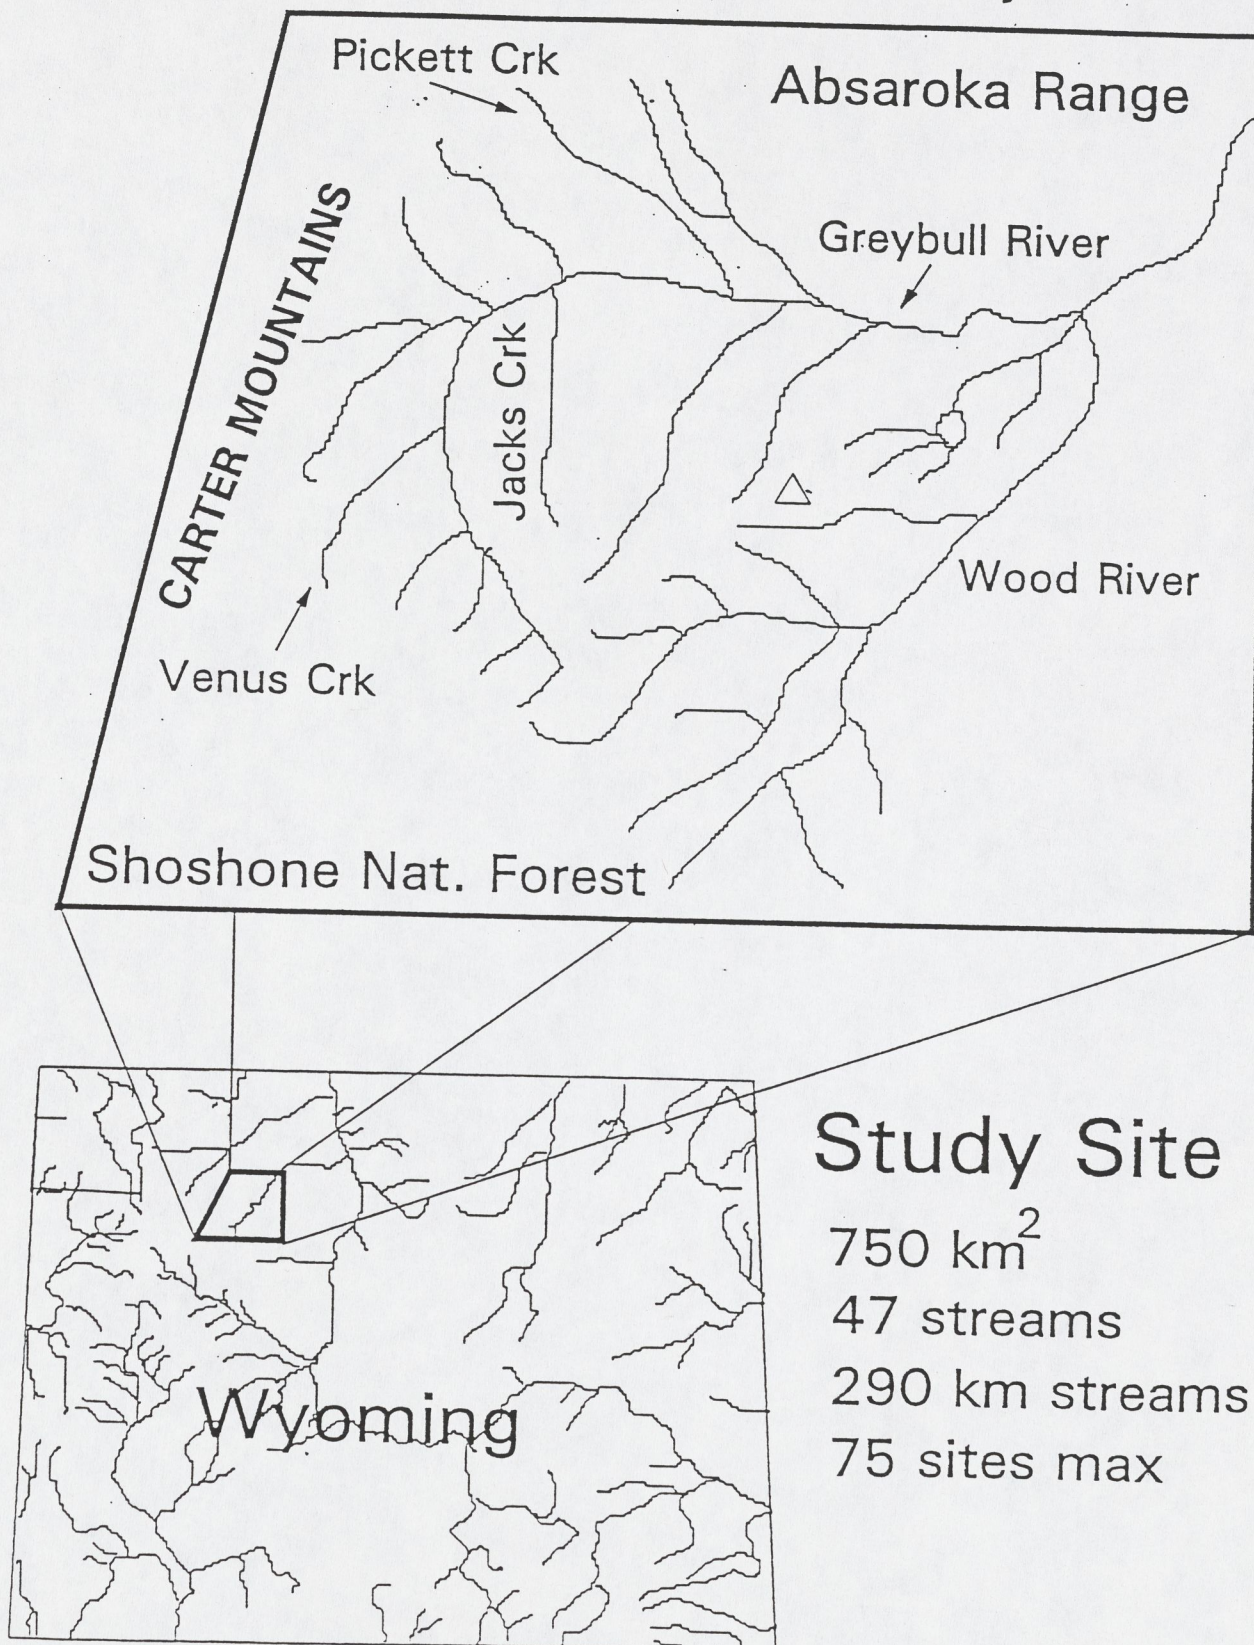 Pickett Crk
Absaroka Range
CARTER MOUNTAINS
Greybull River
Jacks Crk
Wood River
Venus Crk
Shoshone Nat. Forest
Wyoming
Study Site
750 km²
47 streams
290 km streams
75 sites max